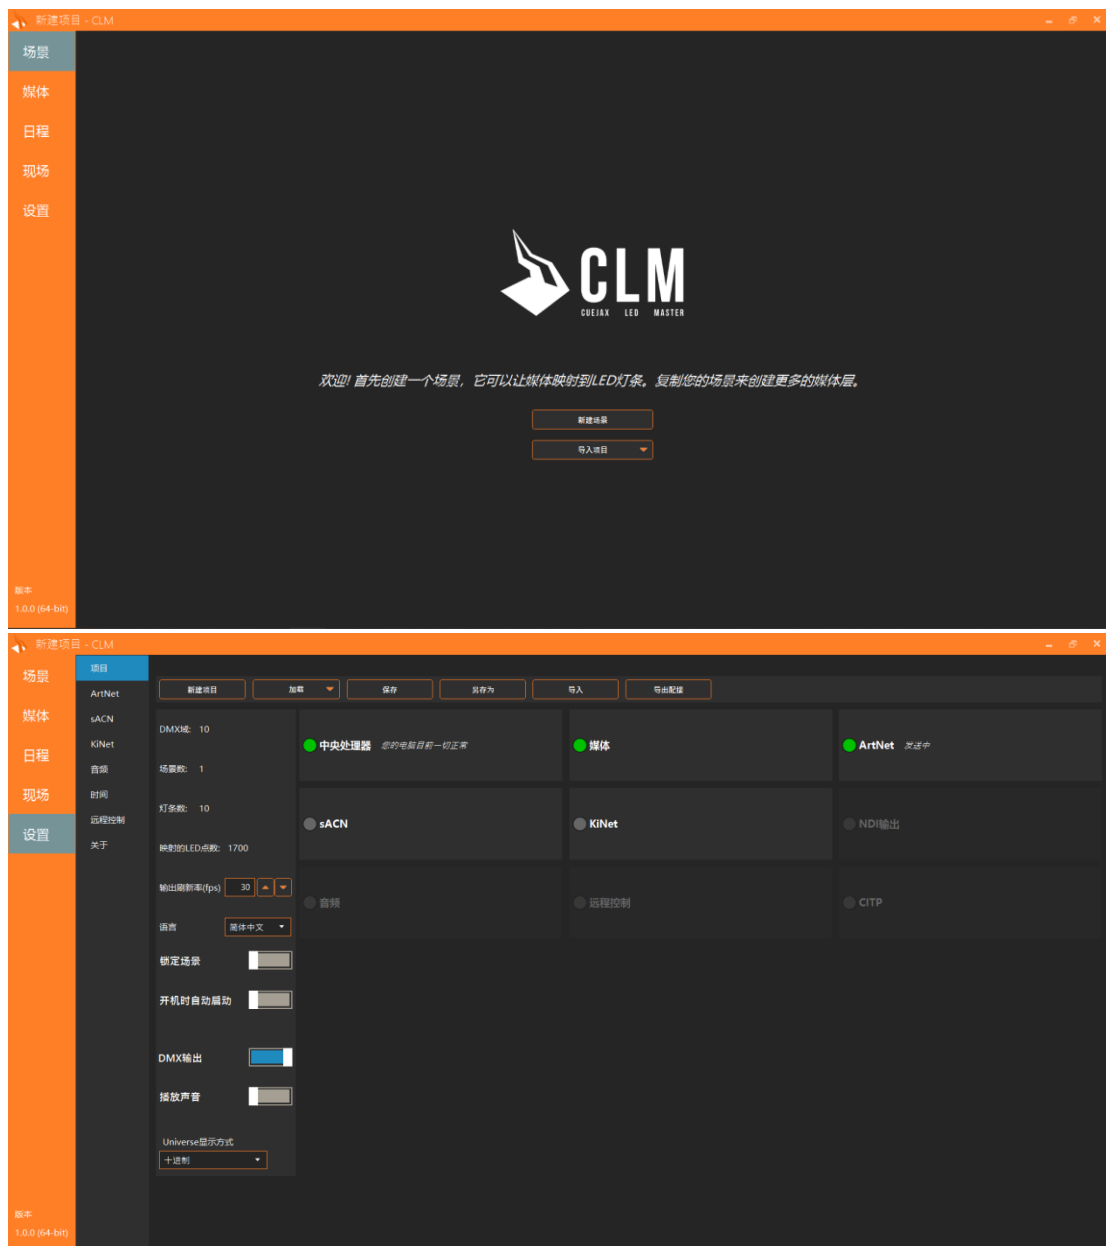 新建项目 - CLM
场景
媒体
日程
现场
设置
CLM
CUEJAX LED MASTER
欢迎! 首先创建一个场景，它可以让媒体映射到LED灯条。复制您的场景来创建更多的媒体层。
新建场景
导入项目
版本
1.0.0 (64-bit)
新建项目 - CLM
场景
媒体
日程
现场
设置
项目
ArtNet
sACN
KiNet
音频
时间
远程控制
关于
新建项目 加载 保存 另存为 导入 导出配接
DMX域: 10
场景数: 1
灯条数: 10
映射的LED点数: 1700
输出刷新率(fps) 30
语言 简体中文
锁定场景
开机时自动启动
DMX输出
播放声音
Universe显示方式
十进制
中央处理器 您的电脑目前一切正常
媒体
ArtNet 发送中
sACN
KiNet
NDI输出
音频
远程控制
CITP
版本
1.0.0 (64-bit)